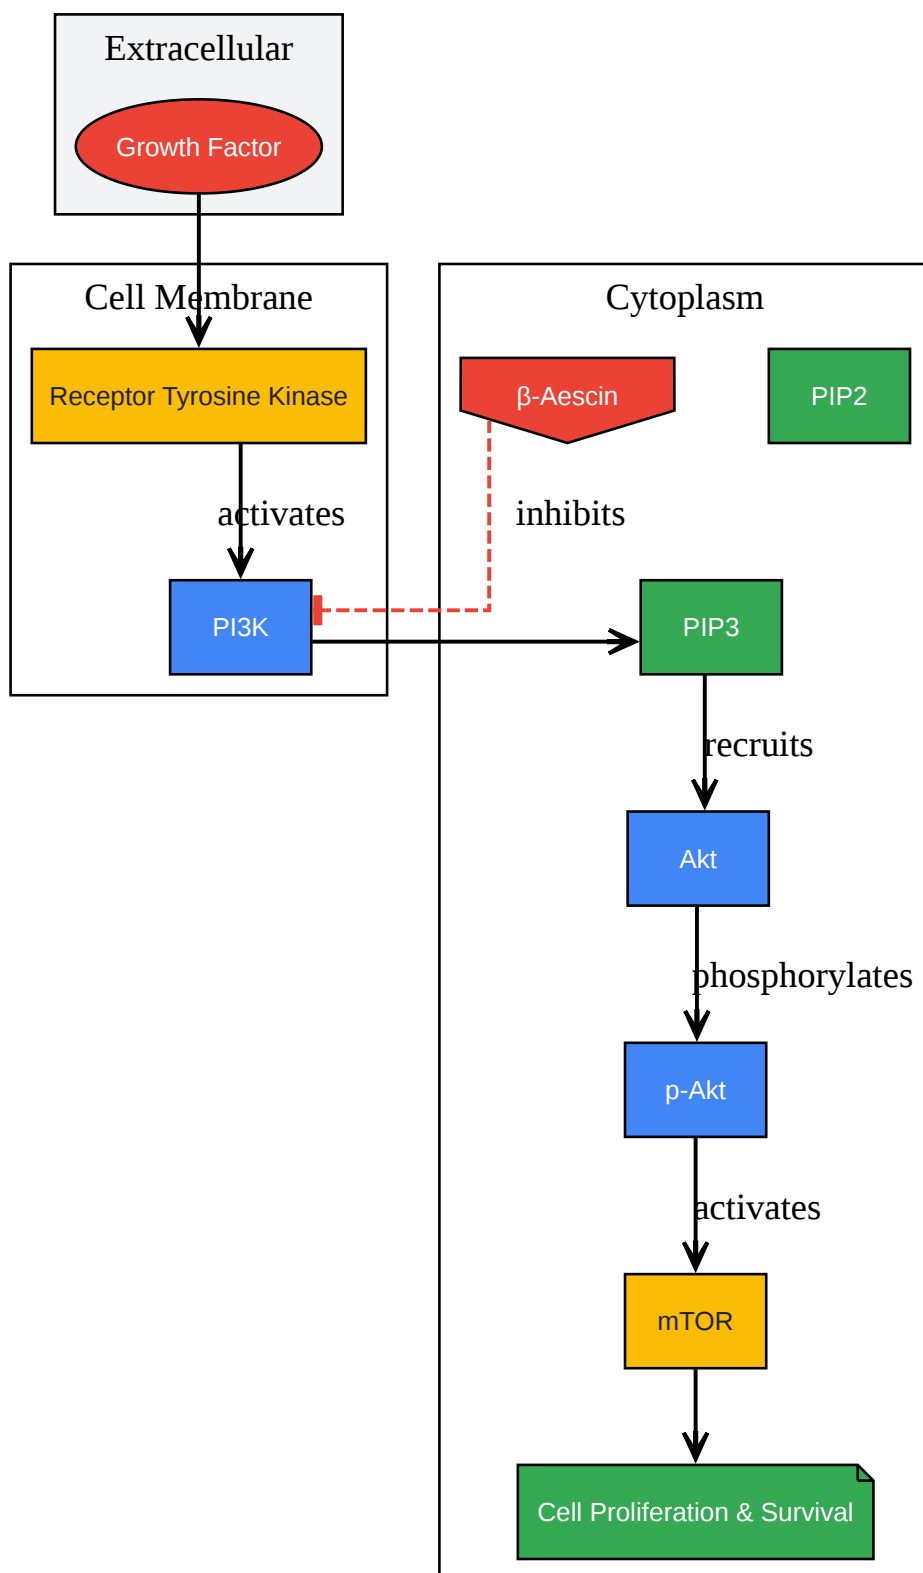 Extracellular
Growth Factor
Cell Membrane
Cytoplasm
Receptor Tyrosine Kinase
β-Aescin
PIP2
activates
inhibits
PI3K
PIP3
recruits
Akt
phosphorylates
p-Akt
activates
mTOR
Cell Proliferation & Survival